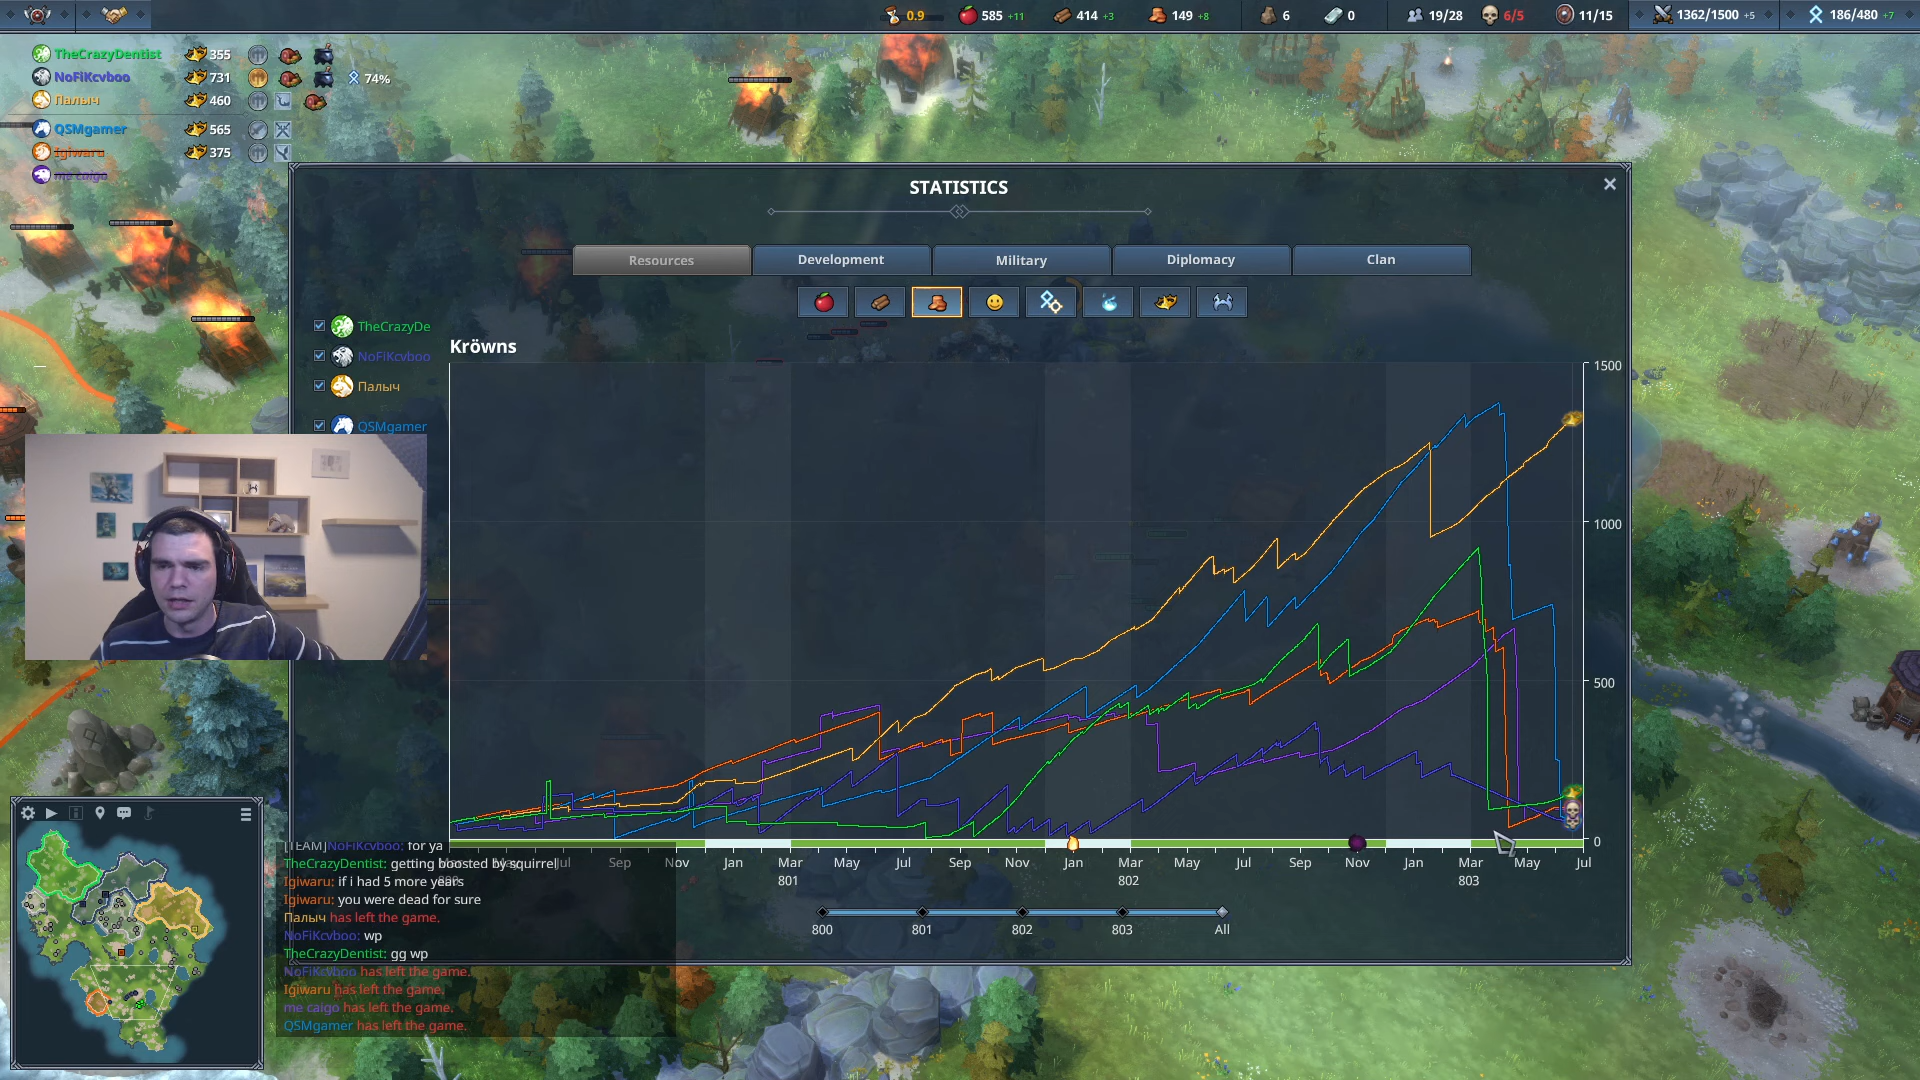 0.9 585 +11 414 +3 149 +8 6 0 19/28 6/5 11/15 1362/1500 +5 186/480 +7
TheCrazyDentist 355
NoFiKcvboo 731 74%
Палыч 460
QSMgamer 565
Igiwaru 375
me caigo
STATISTICS
Resources Development Military Diplomacy Clan
TheCrazyDe
NoFiKcvboo
Палыч
QSMgamer
Kröwns
1500
1000
500
0
Jul Sep Nov Jan Mar May Jul Sep Nov Jan Mar May Jul Sep Nov Jan Mar May Jul
801 802 803
800 801 802 803 All
[TEAM]NoFiKcvboo: for ya
TheCrazyDentist: getting boosted by squirrel
Igiwaru: if i had 5 more years
Igiwaru: you were dead for sure
Палыч has left the game.
NoFiKcvboo: wp
TheCrazyDentist: gg wp
NoFiKcvboo has left the game.
Igiwaru has left the game.
me caigo has left the game.
QSMgamer has left the game.